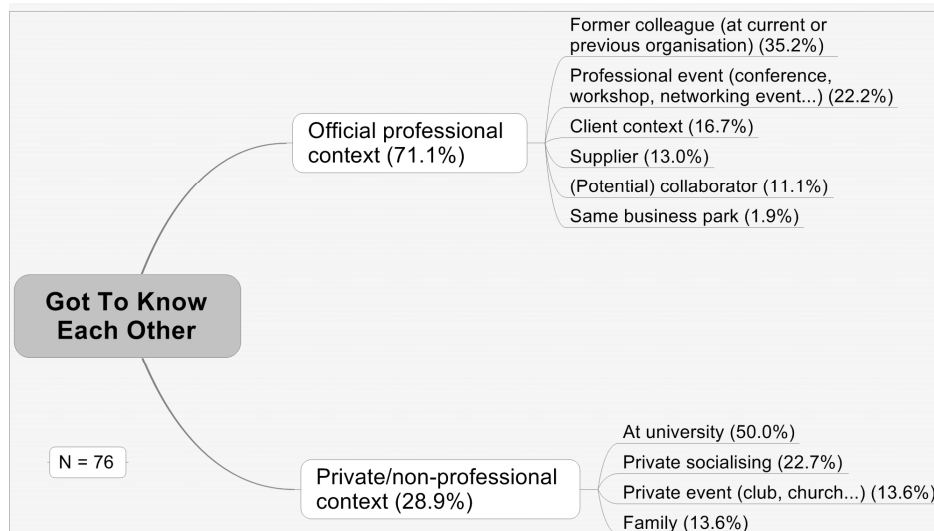 Former colleague (at current or
previous organisation) (35.2%)
Professional event (conference,
workshop, networking event...) (22.2%)
Official professional
context (71.1%)
Client context (16.7%)
Supplier (13.0%)
(Potential) collaborator (11.1%)
Same business park (1.9%)
Got To Know
Each Other
N = 76
Private/non-professional
context (28.9%)
At university (50.0%)
Private socialising (22.7%)
Private event (club, church...) (13.6%)
Family (13.6%)